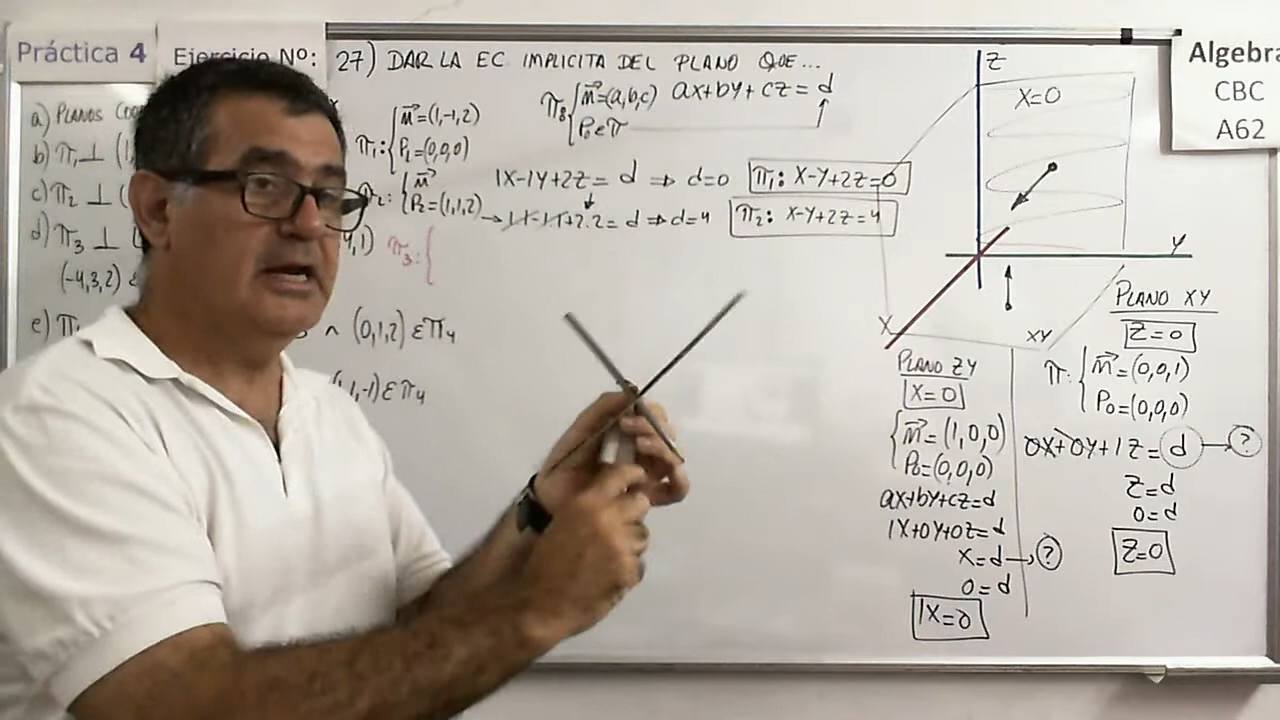 Práctica 4
Ejercicio Nº:
27) DAR LA EC IMPLICITA DEL PLANO QUE...
Algebra
CBC
A62
a) PLANOS
b) π₁ ⊥ (1,
c) π₂ ⊥ (
d) π₃ ⊥ (
(-4,3,2) ε
e) π
,1)
∧ (0,1,2) ε π₄
,1,-1) ε π₄
π₁: { n⃗=(1,-1,2)
P₁=(0,0,0)
π₂: { n⃗
P₂=(1,1,2)
π₃: {
{ n⃗=(a,b,c) ax+by+cz=d
P₀ ε π
1X-1Y+2Z=d ⇒ d=0
π₁: X-Y+2Z=0
1.1-1.1+2.2=d ⇒ d=4
π₂: X-Y+2Z=4
Z
X=0
Y
X
XY
PLANO ZY
X=0
{ n⃗=(1,0,0)
P₀=(0,0,0)
ax+by+cz=d
1X+0Y+0Z=d
X=d → ?
0=d
1X=0
PLANO XY
Z=0
π: { n⃗=(0,0,1)
P₀=(0,0,0)
0X+0Y+1Z=d → ?
Z=d
0=d
Z=0